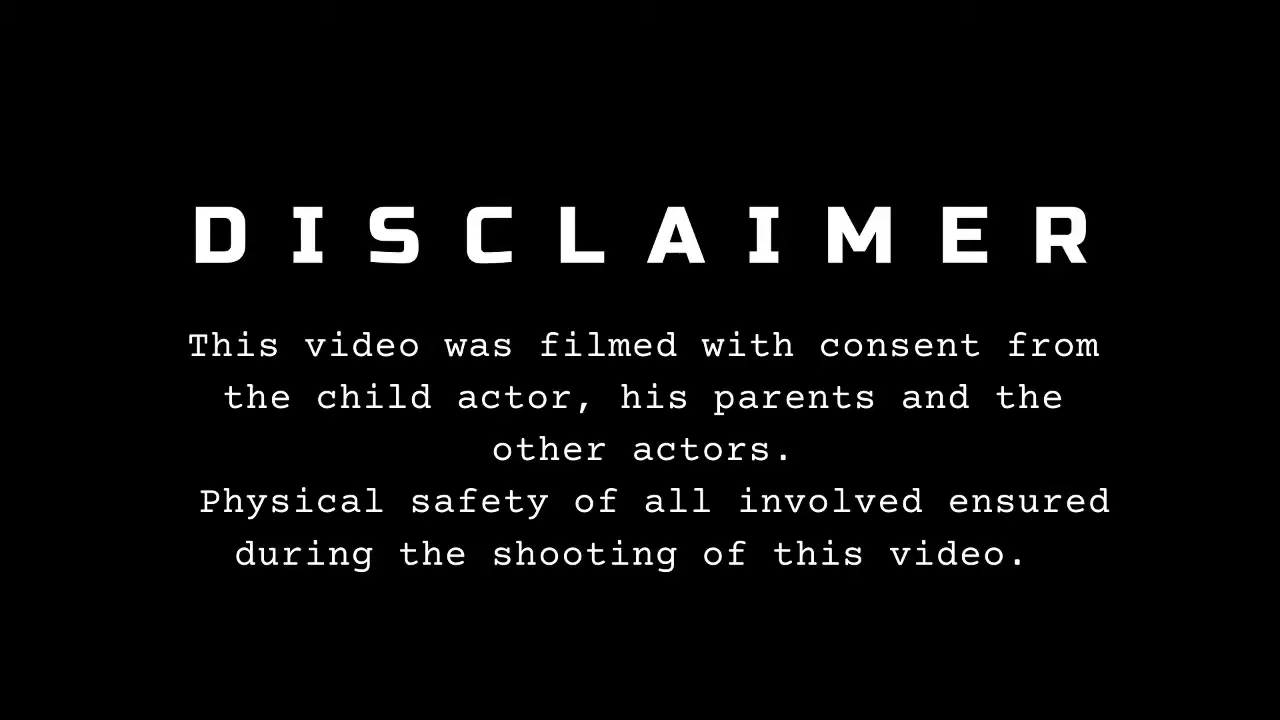 DISCLAIMER
This video was filmed with consent from
the child actor, his parents and the
other actors.
Physical safety of all involved ensured
during the shooting of this video.